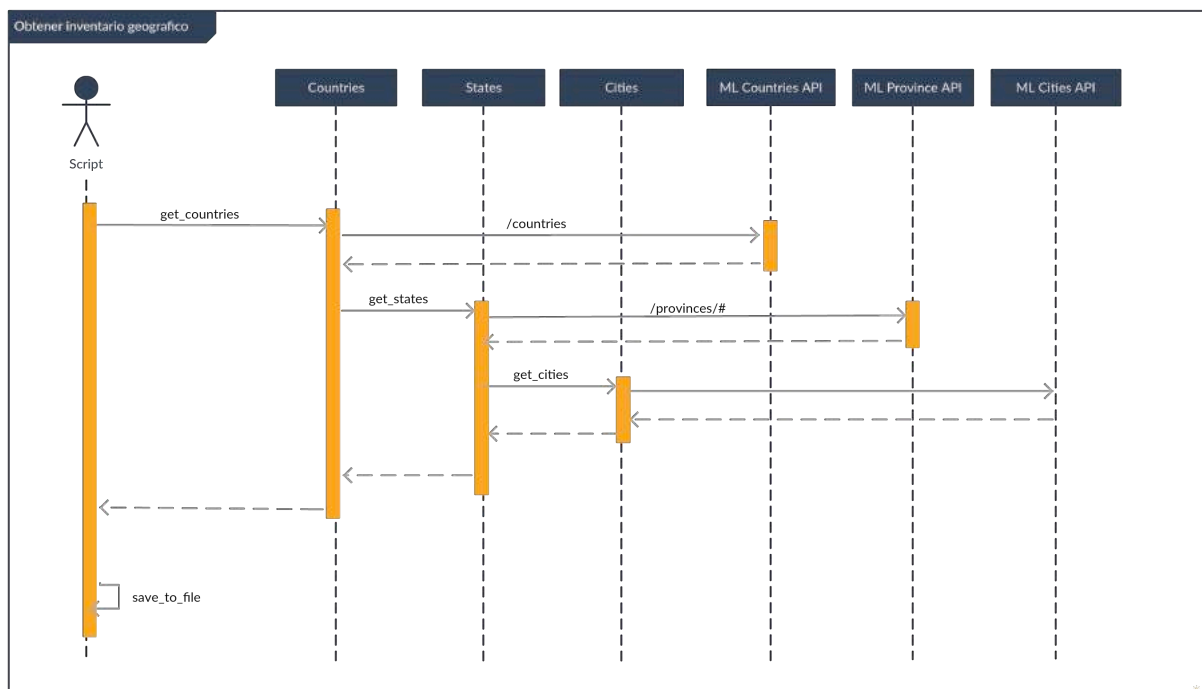 Obtener inventario geografico
Countries
States
Cities
ML Countries API
ML Province API
ML Cities API
Script
get_countries
/countries
get_states
/provinces/#
get_cities
save_to_file